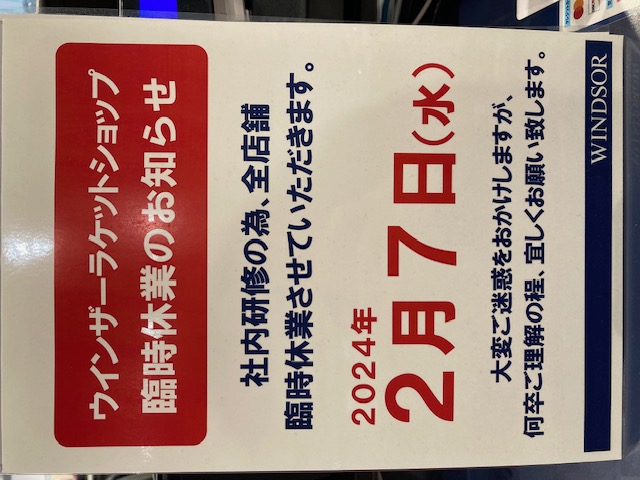 ウインザーラケットショップ
臨時休業のお知らせ
社内研修の為、全店舗
臨時休業させていただきます。
2024年
2月7日(水)
大変ご迷惑をおかけしますが、
何卒ご理解の程、宜しくお願い致します。
WINDSOR